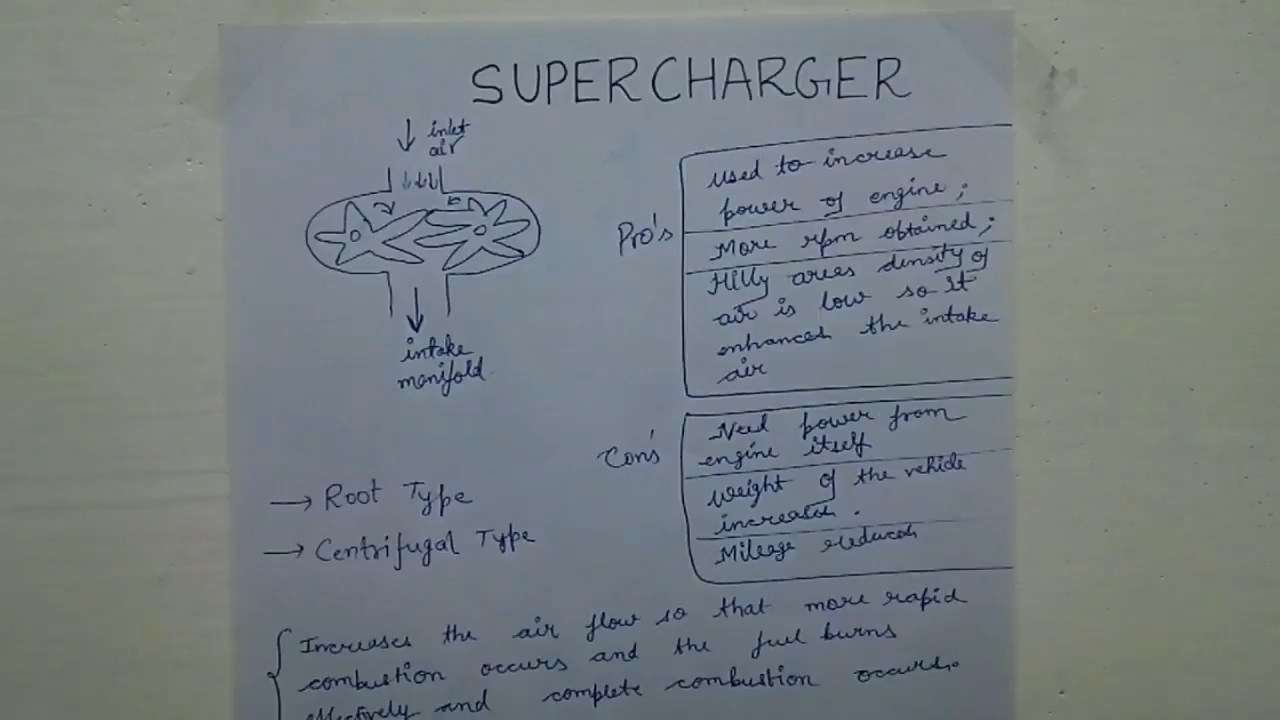 SUPERCHARGER
inlet
air
intake
manifold
Pro's
used to increase
power of engine ;
More rpm obtained ;
Hilly areas density of
air is low so it
enhances the intake
air
Con's
Need power from
engine itself
Weight of the vehicle
increases .
Mileage reduces
→ Root Type
→ Centrifugal Type
Increases the air flow so that more rapid
combustion occurs and the fuel burns
effectively and complete combustion occurs.